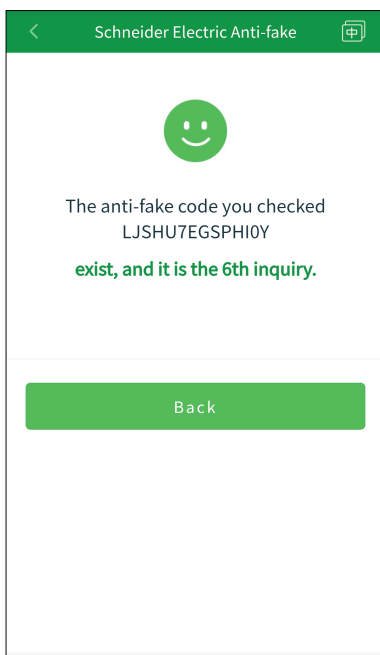 Schneider Electric Anti-fake
中
The anti-fake code you checked
LJSHU7EGSPHI0Y
exist, and it is the 6th inquiry.
Back